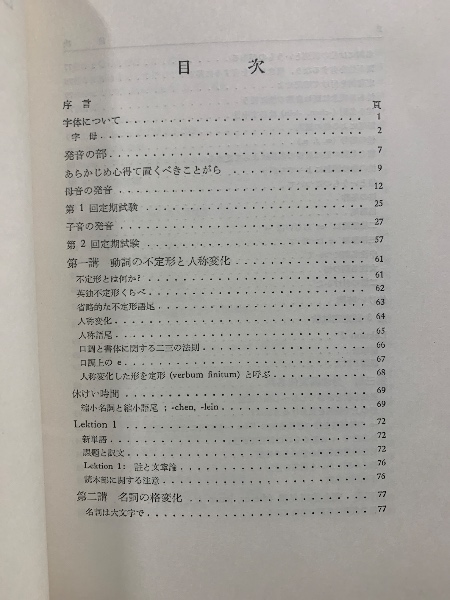 目 次
頁
序 言
字体について 1
字 母 2
発音の部 7
あらかじめ心得て置くべきことがら 9
母音の発音 12
第 1 回定期試験 25
子音の発音 27
第 2 回定期試験 57
第一講 動詞の不定形と人称変化 61
不定形とは何か? 61
英独不定形くらべ 62
省略的な不定形語尾 63
人称変化 64
人称語尾 65
口調と書体に関する二三の法則 66
口調上の e. 67
人称変化した形を定形 (verbum finitum) と呼ぶ 68
休けい時間 69
縮小名詞と縮小語尾 ; -chen, -lein 69
Lektion 1 72
新単語 72
課題と訳文 72
Lektion 1: 註と文章論 76
読本部に関する注意 76
第二講 名詞の格変化 77
名詞は大文字で 77